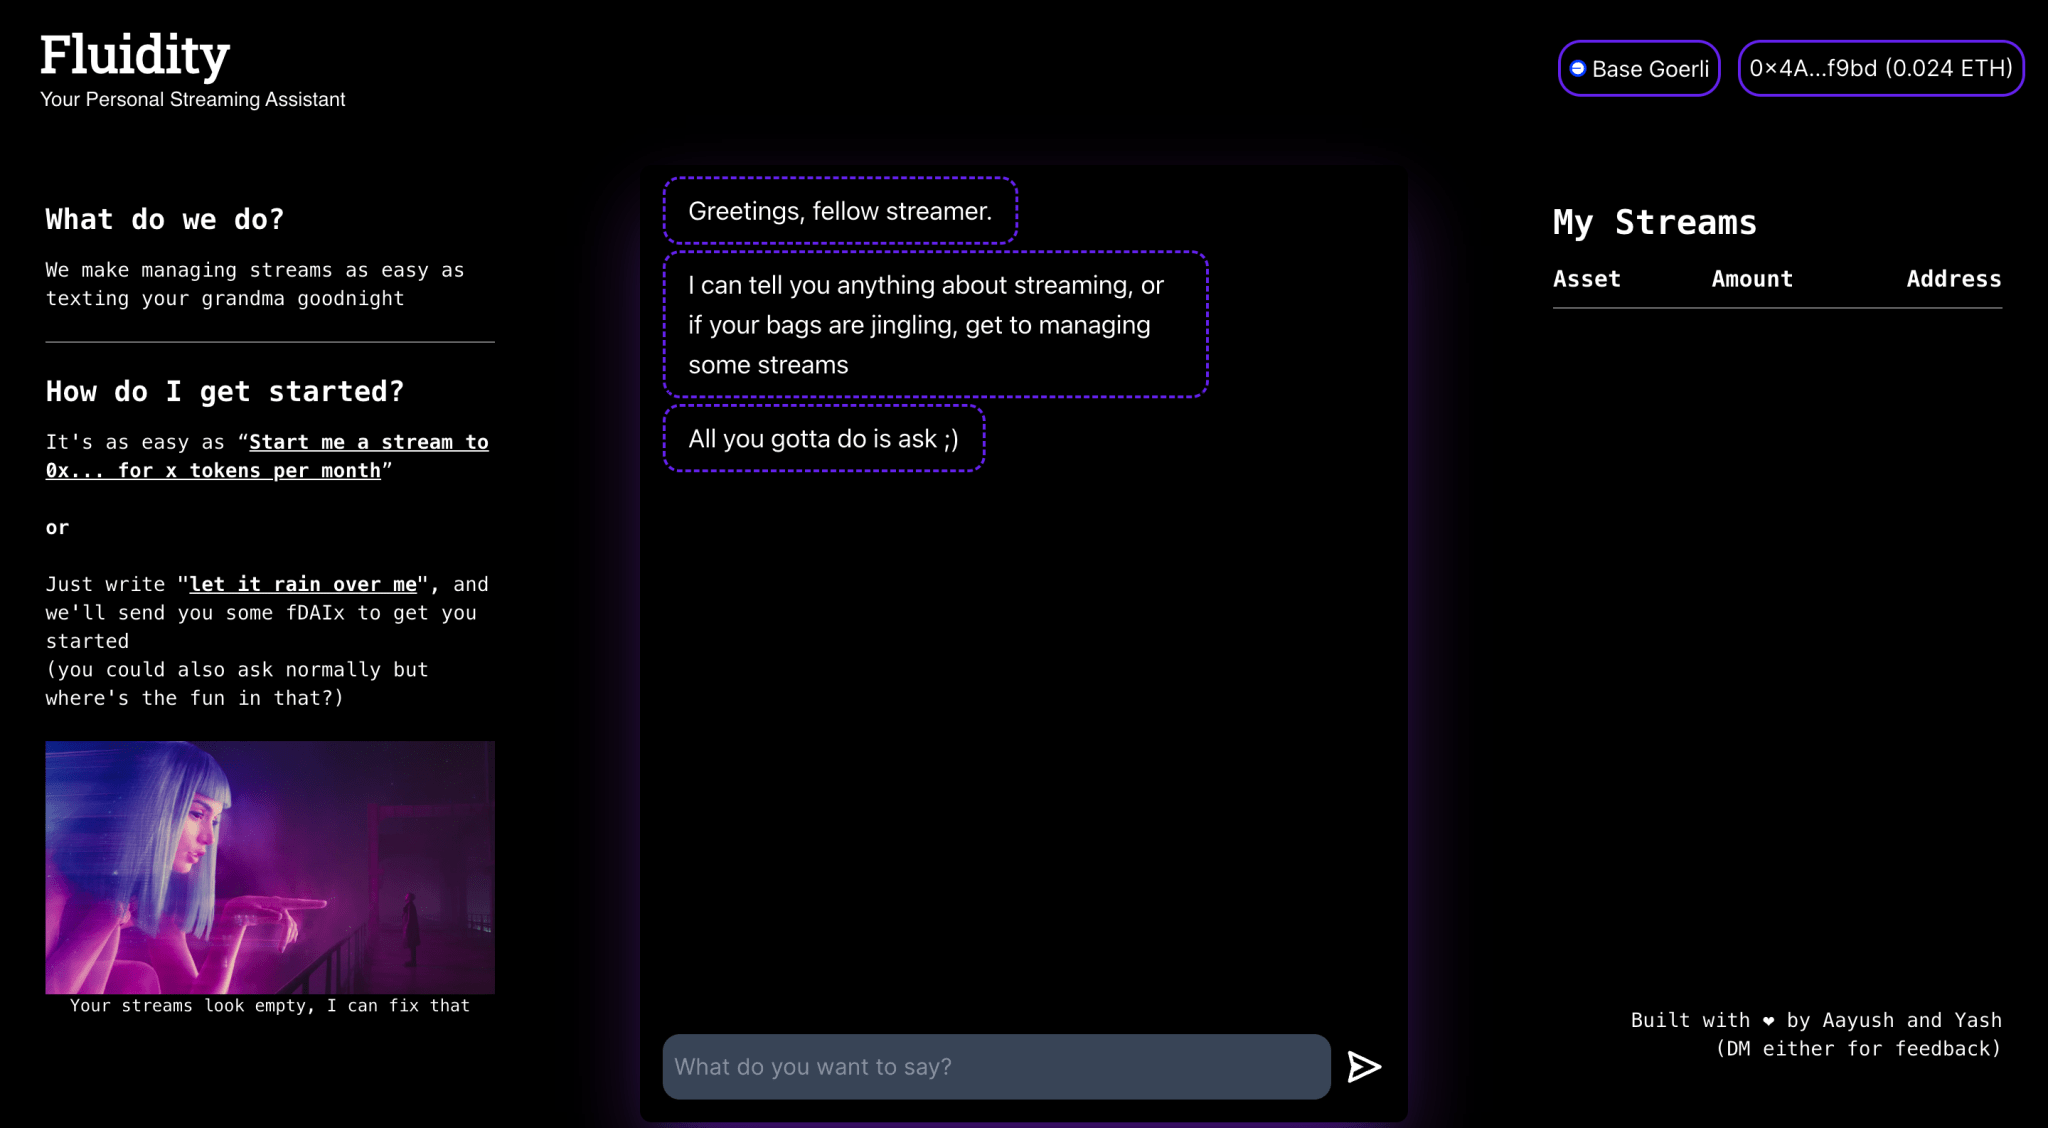 Fluidity
Your Personal Streaming Assistant
Base Goerli
0×4A...f9bd (0.024 ETH)
What do we do?
We make managing streams as easy as
texting your grandma goodnight
How do I get started?
It's as easy as “Start me a stream to
0x... for x tokens per month”
or
Just write "let it rain over me", and
we'll send you some fDAIx to get you
started
(you could also ask normally but
where's the fun in that?)
Your streams look empty, I can fix that
Greetings, fellow streamer.
I can tell you anything about streaming, or
if your bags are jingling, get to managing
some streams
All you gotta do is ask ;)
What do you want to say?
My Streams
Asset Amount Address
Built with ❤ by Aayush and Yash
(DM either for feedback)